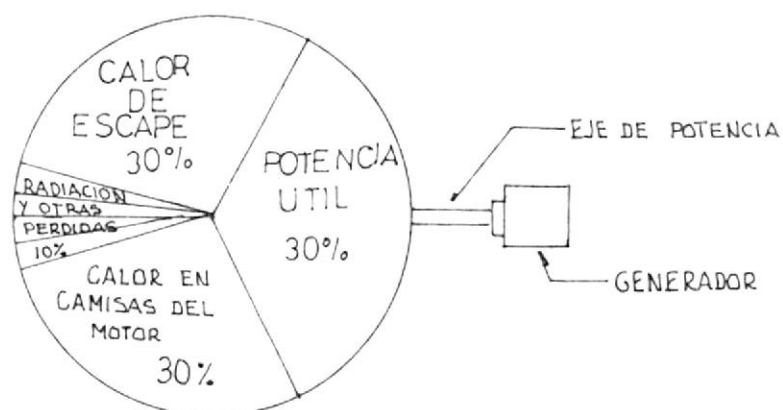 CALOR
DE
ESCAPE
30%
RADIACION
Y OTRAS
PERDIDAS
10%
CALOR EN
CAMISAS DEL
MOTOR
30%
POTENCIA
UTIL
30%
EJE DE POTENCIA
GENERADOR